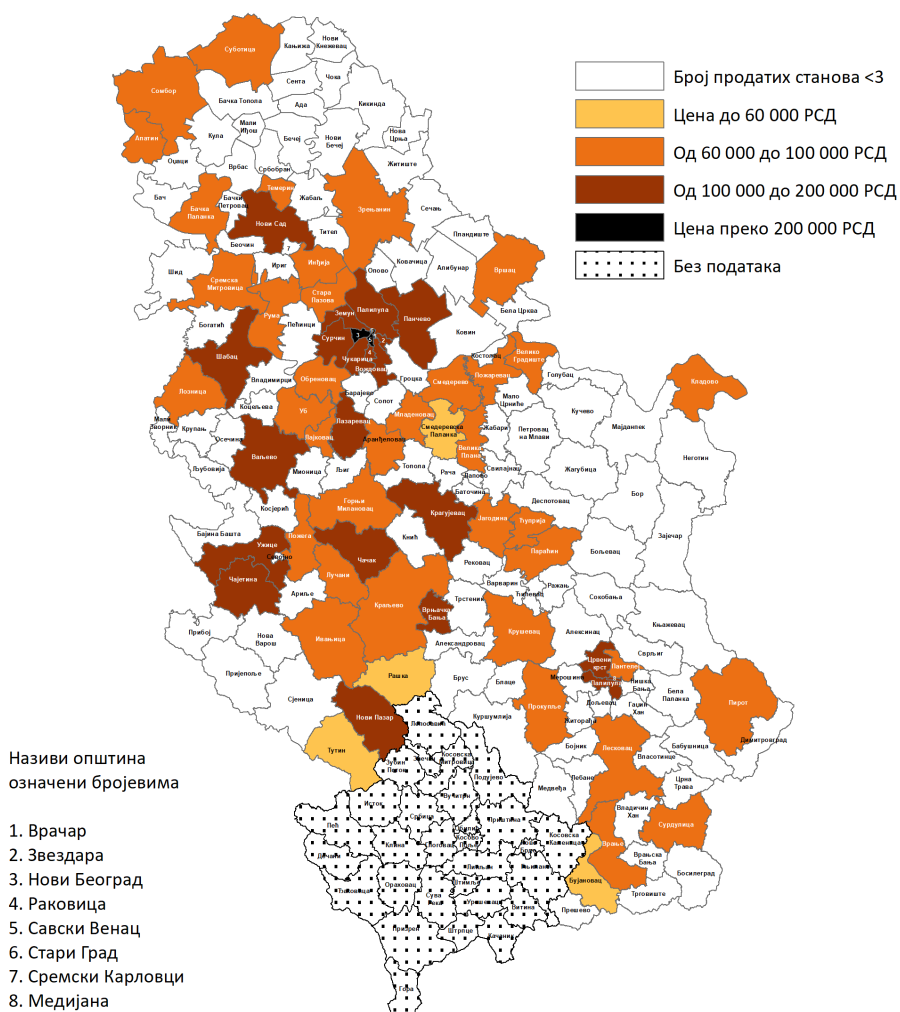 Број продатих станова <3
Цена до 60 000 РСД
Од 60 000 до 100 000 РСД
Од 100 000 до 200 000 РСД
Цена преко 200 000 РСД
Без података
Суботица
Кањижа
Нови
Кнежевац
Сомбор
Сента
Чока
Бачка Топола
Ада
Кикинда
Апатин
Кула
Мали
Иђош
Бечеј
Нови
Бечеј
Нова
Црња
Оџаци
Врбас
Србобран
Житиште
Бач
Бачка
Паланка
Бачки
Петровац
Темерин
Жабаљ
Зрењанин
Сечањ
Нови Сад
Тител
Беочин
7
Пландиште
Шид
Сремска
Митровица
Ириг
Инђија
Опово
Ковачица
Алибунар
Вршац
Рума
Стара
Пазова
Земун
Палилула
Панчево
Бела Црква
Богатић
Пећинци
Сурчин
3
5
2
4
Ковин
Шабац
Чукарица
Вождовац
Костолац
Велико
Градиште
Лозница
Владимирци
Обреновац
Барајево
Гроцка
Смедерево
Пожаревац
Голубац
Кладово
Мали
Зворник
Крупањ
Коцељева
Уб
Сопот
Младеновац
Смедеревска
Паланка
Мало
Црниће
Кучево
Мајданпек
Осечина
Лајковац
Лазаревац
Аранђеловац
Велика
Плана
Жабари
Петровац
на Млави
Љубовија
Ваљево
Мионица
Љиг
Топола
Рача
Лапово
Свилајнац
Жагубица
Неготин
Косјерић
Горњи
Милановац
Баточина
Крагујевац
Деспотовац
Бор
Бајина Башта
Ужице
Пожега
Чачак
Кнић
Јагодина
Ћуприја
Параћин
Зајечар
Севојно
Чајетина
Лучани
Рековац
Бољевац
Ариље
Краљево
Варварин
Ћићевац
Ражањ
Сокобања
Врњачка
Бања
Трстеник
Прибој
Нова
Варош
Ивањица
Александровац
Крушевац
Алексинац
Књажевац
Пријепоље
Сјеница
Рашка
Брус
Блаце
Мерошина
Црвени
крст
Пантелеј
Сврљиг
Палилула
8
Нишка
Бања
Бела
Паланка
Пирот
Нови Пазар
Тутин
Лепосавић
Куршумлија
Прокупље
Житорађа
Дољевац
Гаџин
Хан
Димитровград
Бојник
Лесковац
Власотинце
Бабушница
Зубин
Поток
Звечан
Косовска
Митровица
Подујево
Медвеђа
Лебане
Црна
Трава
Исток
Вучитрн
Пећ
Србица
Приштина
Косовска
Каменица
Владичин
Хан
Сурдулица
Клина
Косово
Поље
Врање
Врањска
Бања
Босилеград
Дечани
Глоговац
Липљан
Бујановац
Ђаковица
Ораховац
Штимље
Сува
Река
Урошевац
Витина
Прешево
Трговиште
Призрен
Штрпце
Качаник
Гора
Називи општина
означени бројевима
1. Врачар
2. Звездара
3. Нови Београд
4. Раковица
5. Савски Венац
6. Стари Град
7. Сремски Карловци
8. Медијана